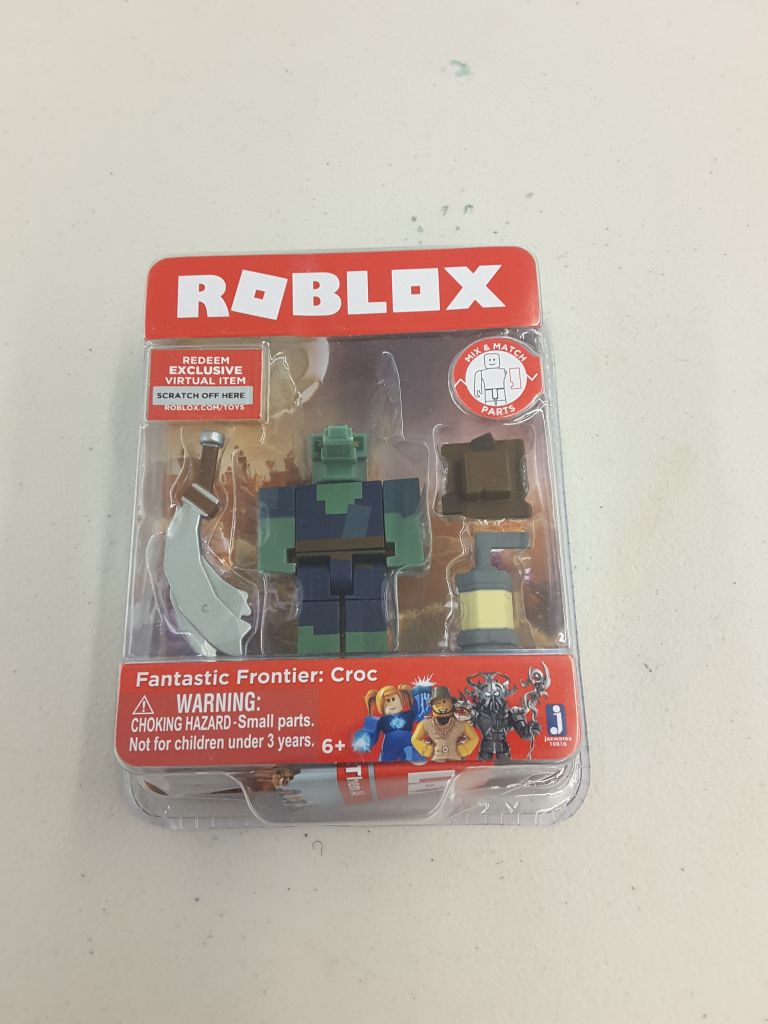 ROBLOX
REDEEM
EXCLUSIVE
VIRTUAL ITEM
SCRATCH OFF HERE
ROBLOX.COM/TOYS
MIX & MATCH
PARTS
Fantastic Frontier: Croc
WARNING:
CHOKING HAZARD-Small parts.
Not for children under 3 years.
6+
jazwares